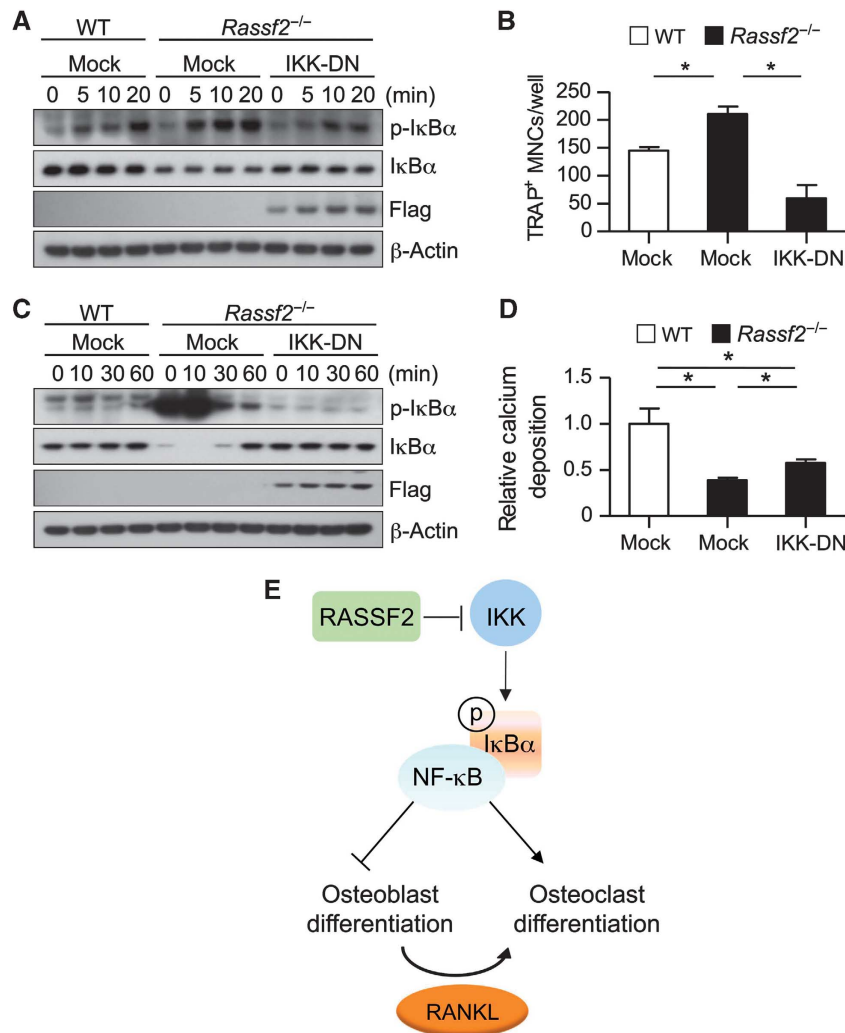 A
WT Rassf2–/–
Mock Mock IKK-DN
0 5 10 20 0 5 10 20 0 5 10 20 (min)
p-IκBα
IκBα
Flag
β-Actin
B
WT Rassf2–/–
TRAP+ MNCs/well
250
200
150
100
50
0
* *
Mock Mock IKK-DN
C
WT Rassf2–/–
Mock Mock IKK-DN
0 10 30 60 0 10 30 60 0 10 30 60 (min)
p-IκBα
IκBα
Flag
β-Actin
D
WT Rassf2–/–
Relative calcium
deposition
1.5
1.0
0.5
0
*
* *
Mock Mock IKK-DN
E
RASSF2 IKK
p
IκBα
NF-κB
Osteoblast
differentiation
Osteoclast
differentiation
RANKL